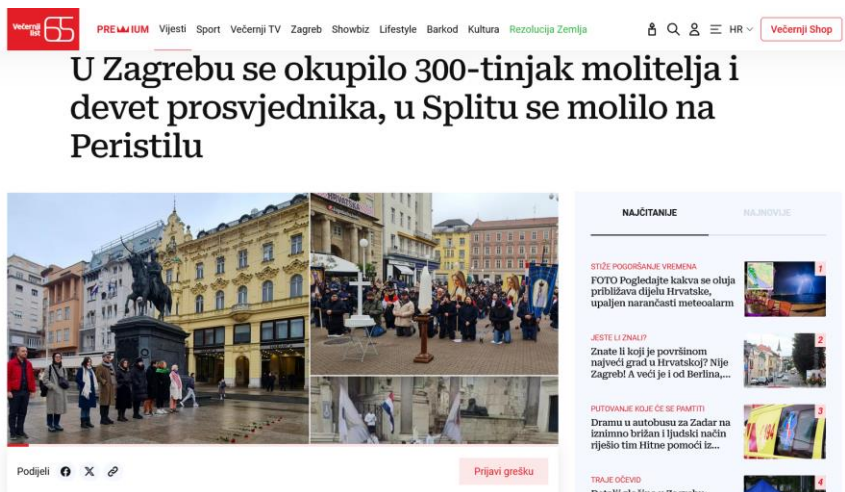 Večernji
list
65
PREMIUM Vijesti Sport Večernji TV Zagreb Showbiz Lifestyle Barkod Kultura Rezolucija Zemlja HR Večernji Shop
U Zagrebu se okupilo 300-tinjak molitelja i
devet prosvjednika, u Splitu se molilo na
Peristilu
HRVATSKA
NAJČITANIJE NAJNOVIJE
STIŽE POGORŠANJE VREMENA
FOTO Pogledajte kakva se oluja
približava dijelu Hrvatske,
upaljen narančasti meteoalarm
1
JESTE LI ZNALI?
Znate li koji je površinom
najveći grad u Hrvatskoj? Nije
Zagreb! A veći je i od Berlina,...
2
PUTOVANJE KOJE ĆE SE PAMTITI
Dramu u autobusu za Zadar na
iznimno brižan i ljudski način
riješio tim Hitne pomoći iz...
3
194
Podijeli
Prijavi grešku
TRAJE OČEVID
4